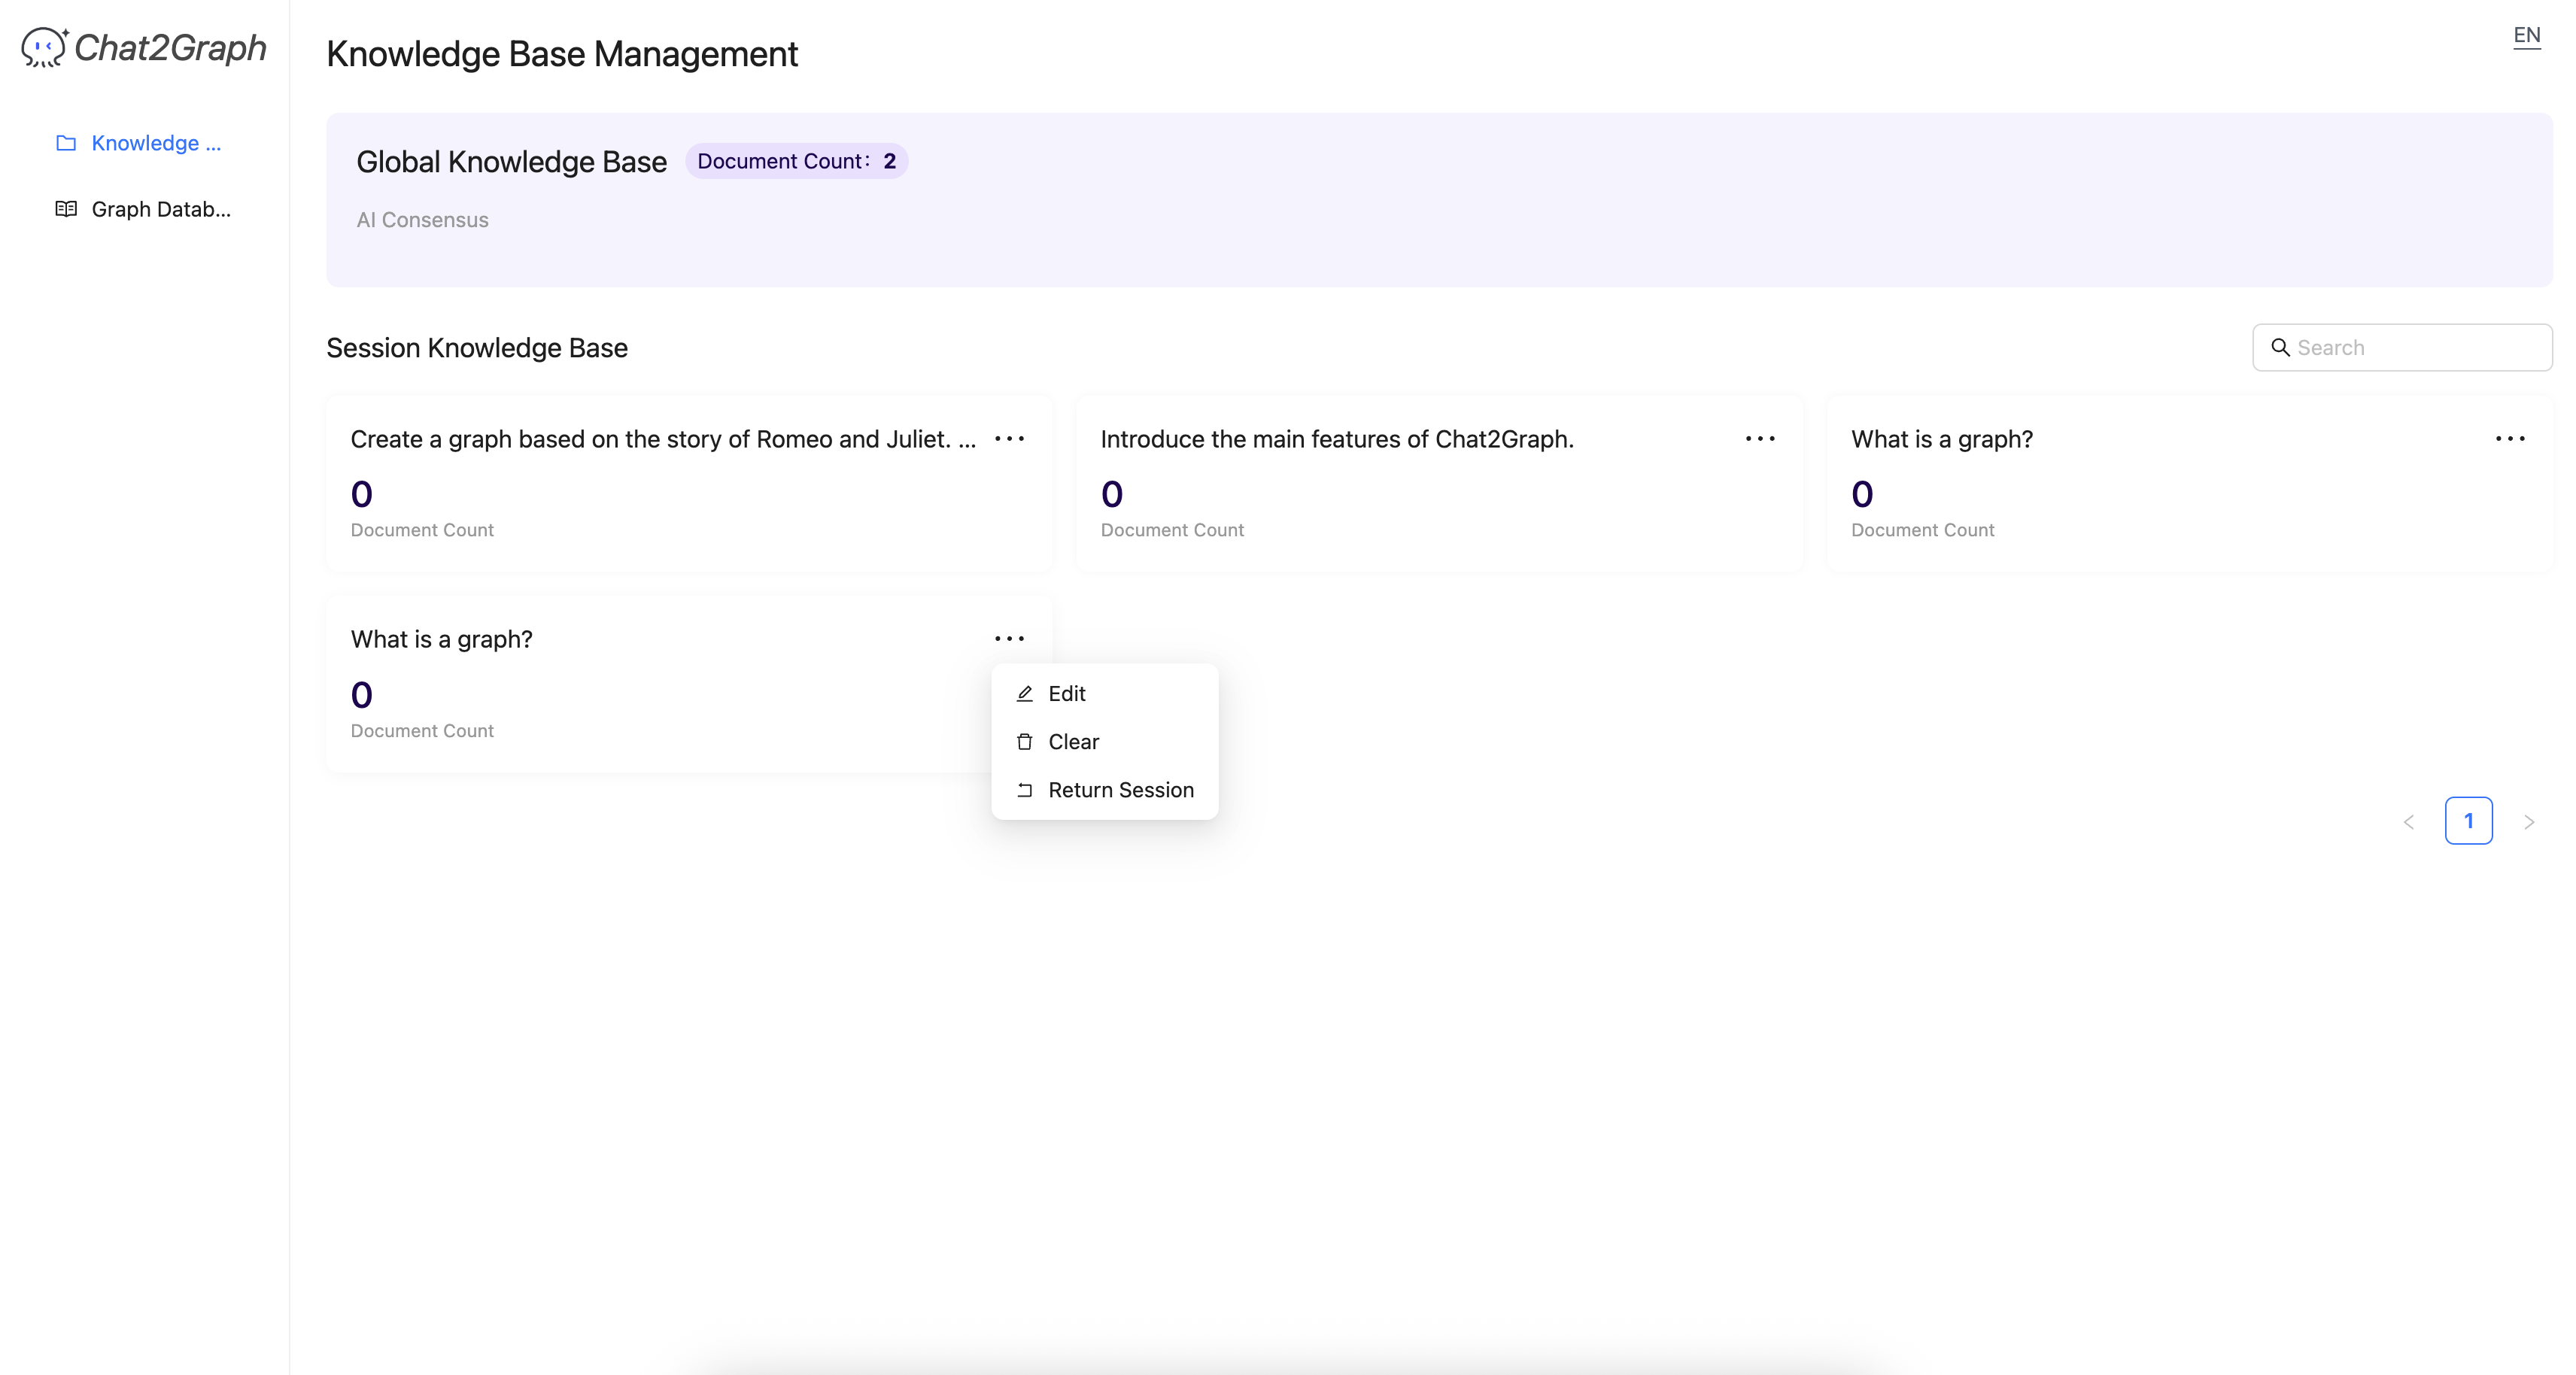 Chat2Graph
EN
Knowledge Base Management
Knowledge ...
Graph Datab...
Global Knowledge Base
Document Count: 2
AI Consensus
Session Knowledge Base
Search
Create a graph based on the story of Romeo and Juliet. ...
0
Document Count
Introduce the main features of Chat2Graph.
0
Document Count
What is a graph?
0
Document Count
What is a graph?
0
Document Count
Edit
Clear
Return Session
1